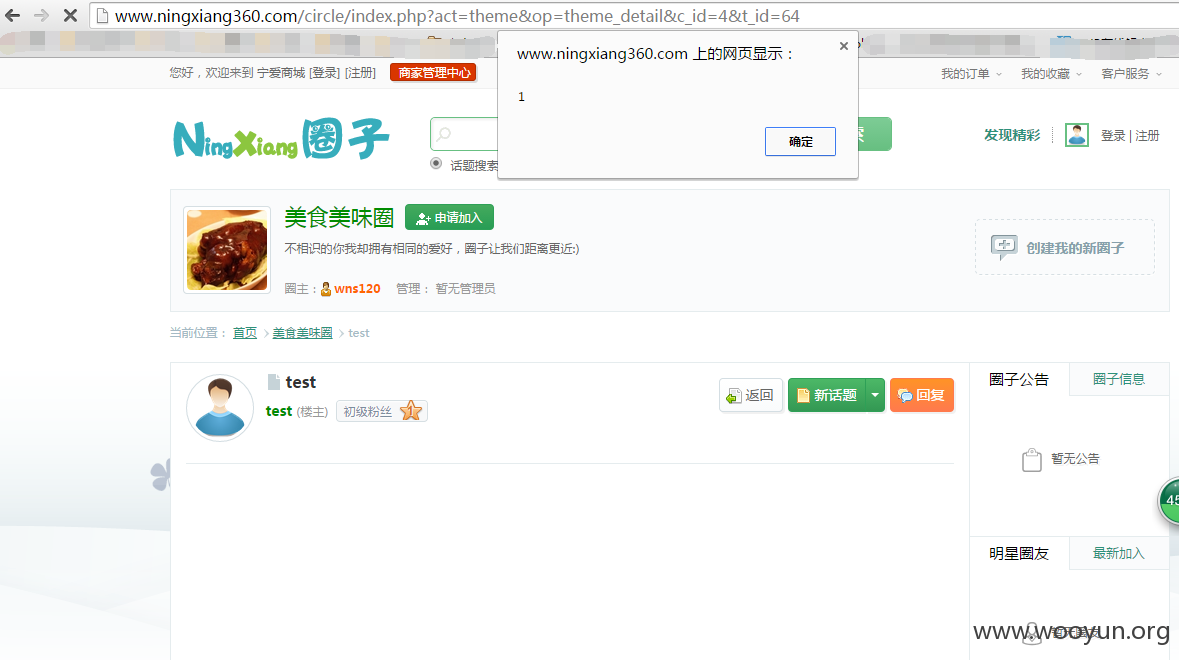 www.ningxiang360.com/circle/index.php?act=theme&op=theme_detail&c_id=4&t_id=64
www.ningxiang360.com 上的网页显示：
1
确定
您好，欢迎来到 宁爱商城 [登录] [注册] 商家管理中心
我的订单 我的收藏 客户服务
NingXiang圈子
话题搜索
发现精彩 登录 | 注册
美食美味圈 申请加入
不相识的你我却拥有相同的爱好，圈子让我们距离更近:)
圈主： wns120 管理： 暂无管理员
创建我的新圈子
当前位置： 首页 > 美食美味圈 > test
test
test (楼主) 初级粉丝 1
返回 新话题 回复
圈子公告 圈子信息
暂无公告
45
明星圈友 最新加入
www.wooyun.org